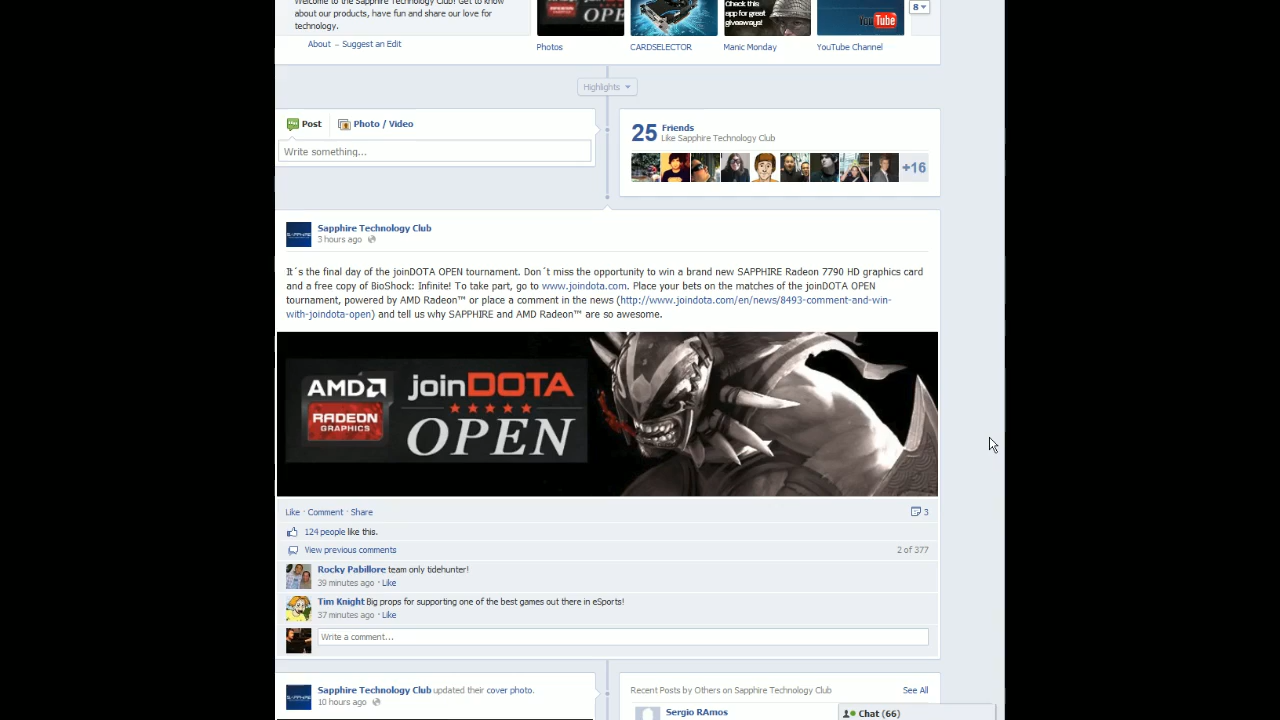 Welcome to the Sapphire Technology Club! Get to know
about our products, have fun and share our love for
technology.
About – Suggest an Edit
RADEON
GRAPHICS
OPEN
Check this
app for great
giveaways!
YouTube
8
Photos
CARDSELECTOR
Manic Monday
YouTube Channel
Highlights
Post
Photo / Video
Write something...
25 Friends
Like Sapphire Technology Club
+16
SAPPHIRE
Sapphire Technology Club
3 hours ago
It´s the final day of the joinDOTA OPEN tournament. Don´t miss the opportunity to win a brand new SAPPHIRE Radeon 7790 HD graphics card
and a free copy of BioShock: Infinite! To take part, go to www.joindota.com. Place your bets on the matches of the joinDOTA OPEN
tournament, powered by AMD Radeon™ or place a comment in the news (http://www.joindota.com/en/news/8493-comment-and-win-
with-joindota-open) and tell us why SAPPHIRE and AMD Radeon™ are so awesome.
AMD
RADEON
GRAPHICS
joinDOTA
OPEN
Like · Comment · Share
3
124 people like this.
View previous comments
2 of 377
Rocky Pabillore team only tidehunter!
39 minutes ago · Like
Tim Knight Big props for supporting one of the best games out there in eSports!
37 minutes ago · Like
Write a comment...
SAPPHIRE
Sapphire Technology Club updated their cover photo.
10 hours ago
Recent Posts by Others on Sapphire Technology Club
See All
Sergio RAmos
Chat (66)